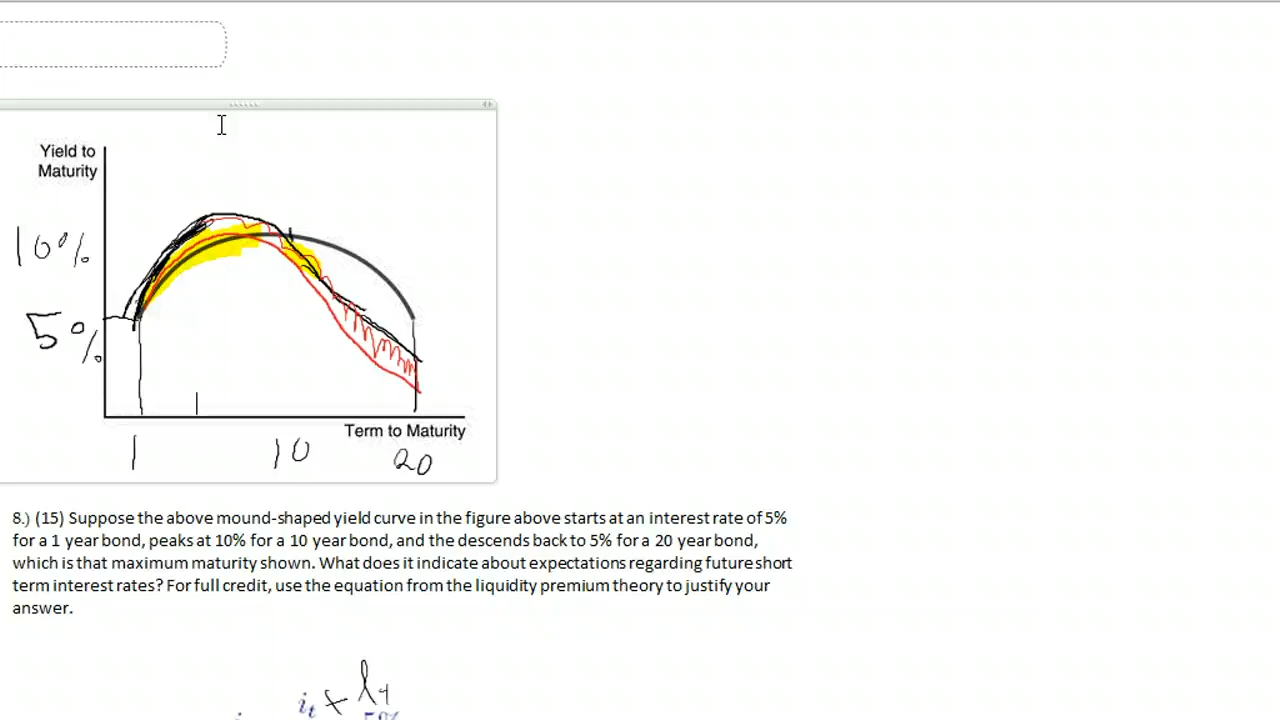 Yield to
Maturity
10%
5%
Term to Maturity
1 10 20
8.) (15) Suppose the above mound-shaped yield curve in the figure above starts at an interest rate of 5%
for a 1 year bond, peaks at 10% for a 10 year bond, and the descends back to 5% for a 20 year bond,
which is that maximum maturity shown. What does it indicate about expectations regarding future short
term interest rates? For full credit, use the equation from the liquidity premium theory to justify your
answer.
i_t +